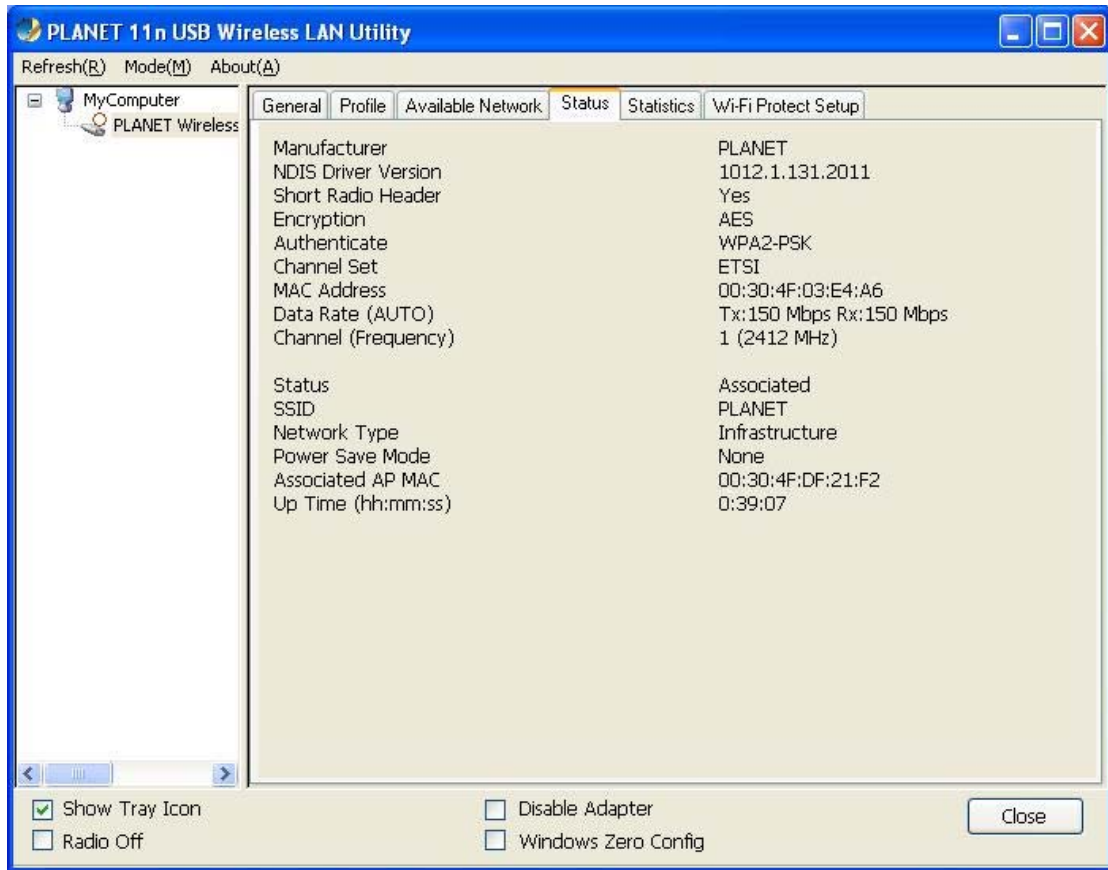 PLANET 11n USB Wireless LAN Utility
Refresh(R) Mode(M) About(A)
MyComputer
PLANET Wireless
General Profile Available Network Status Statistics Wi-Fi Protect Setup
Manufacturer PLANET
NDIS Driver Version 1012.1.131.2011
Short Radio Header Yes
Encryption AES
Authenticate WPA2-PSK
Channel Set ETSI
MAC Address 00:30:4F:03:E4:A6
Data Rate (AUTO) Tx:150 Mbps Rx:150 Mbps
Channel (Frequency) 1 (2412 MHz)
Status Associated
SSID PLANET
Network Type Infrastructure
Power Save Mode None
Associated AP MAC 00:30:4F:DF:21:F2
Up Time (hh:mm:ss) 0:39:07
Show Tray Icon Disable Adapter Close
Radio Off Windows Zero Config